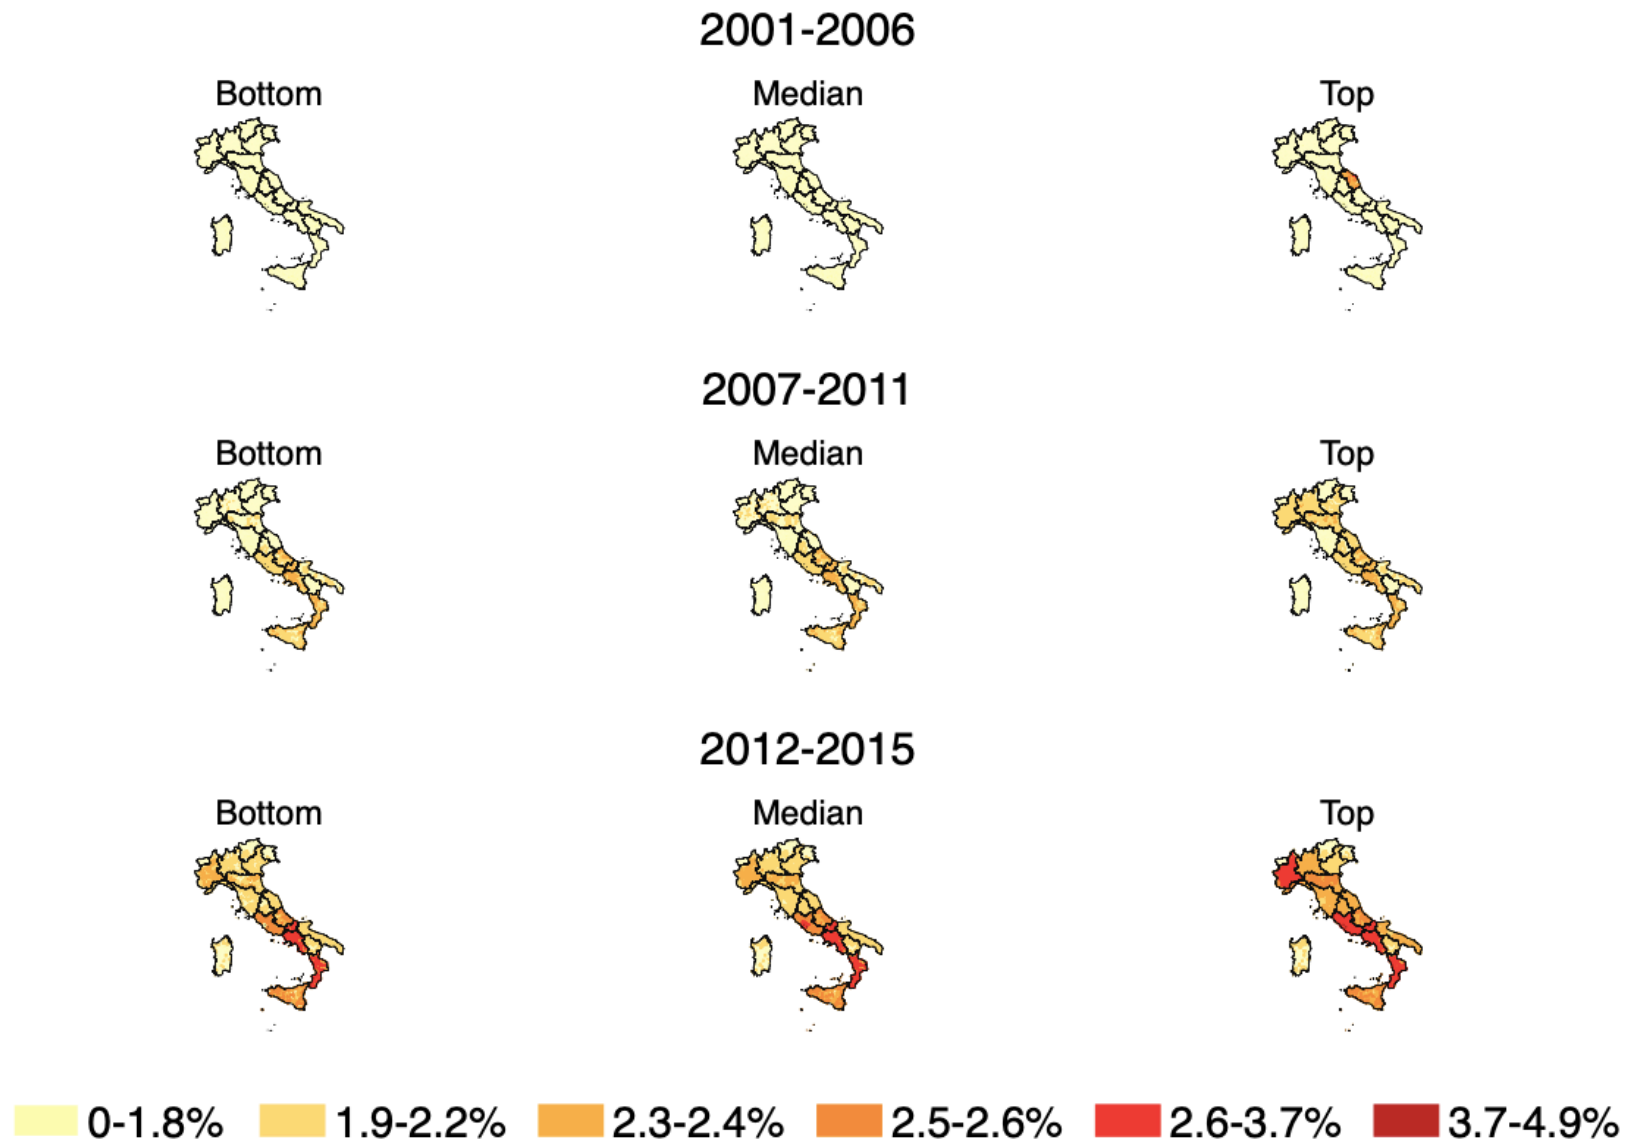 2001-2006
Bottom Median Top
2007-2011
Bottom Median Top
2012-2015
Bottom Median Top
0-1.8% 1.9-2.2% 2.3-2.4% 2.5-2.6% 2.6-3.7% 3.7-4.9%